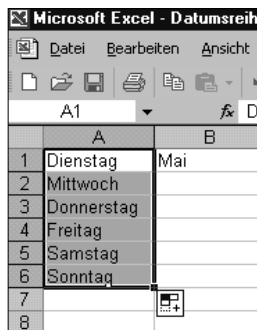 Microsoft Excel - Datumsreih
Datei Bearbeiten Ansicht
A1 fx D
A B
1 Dienstag Mai
2 Mittwoch
3 Donnerstag
4 Freitag
5 Samstag
6 Sonntag
7
8